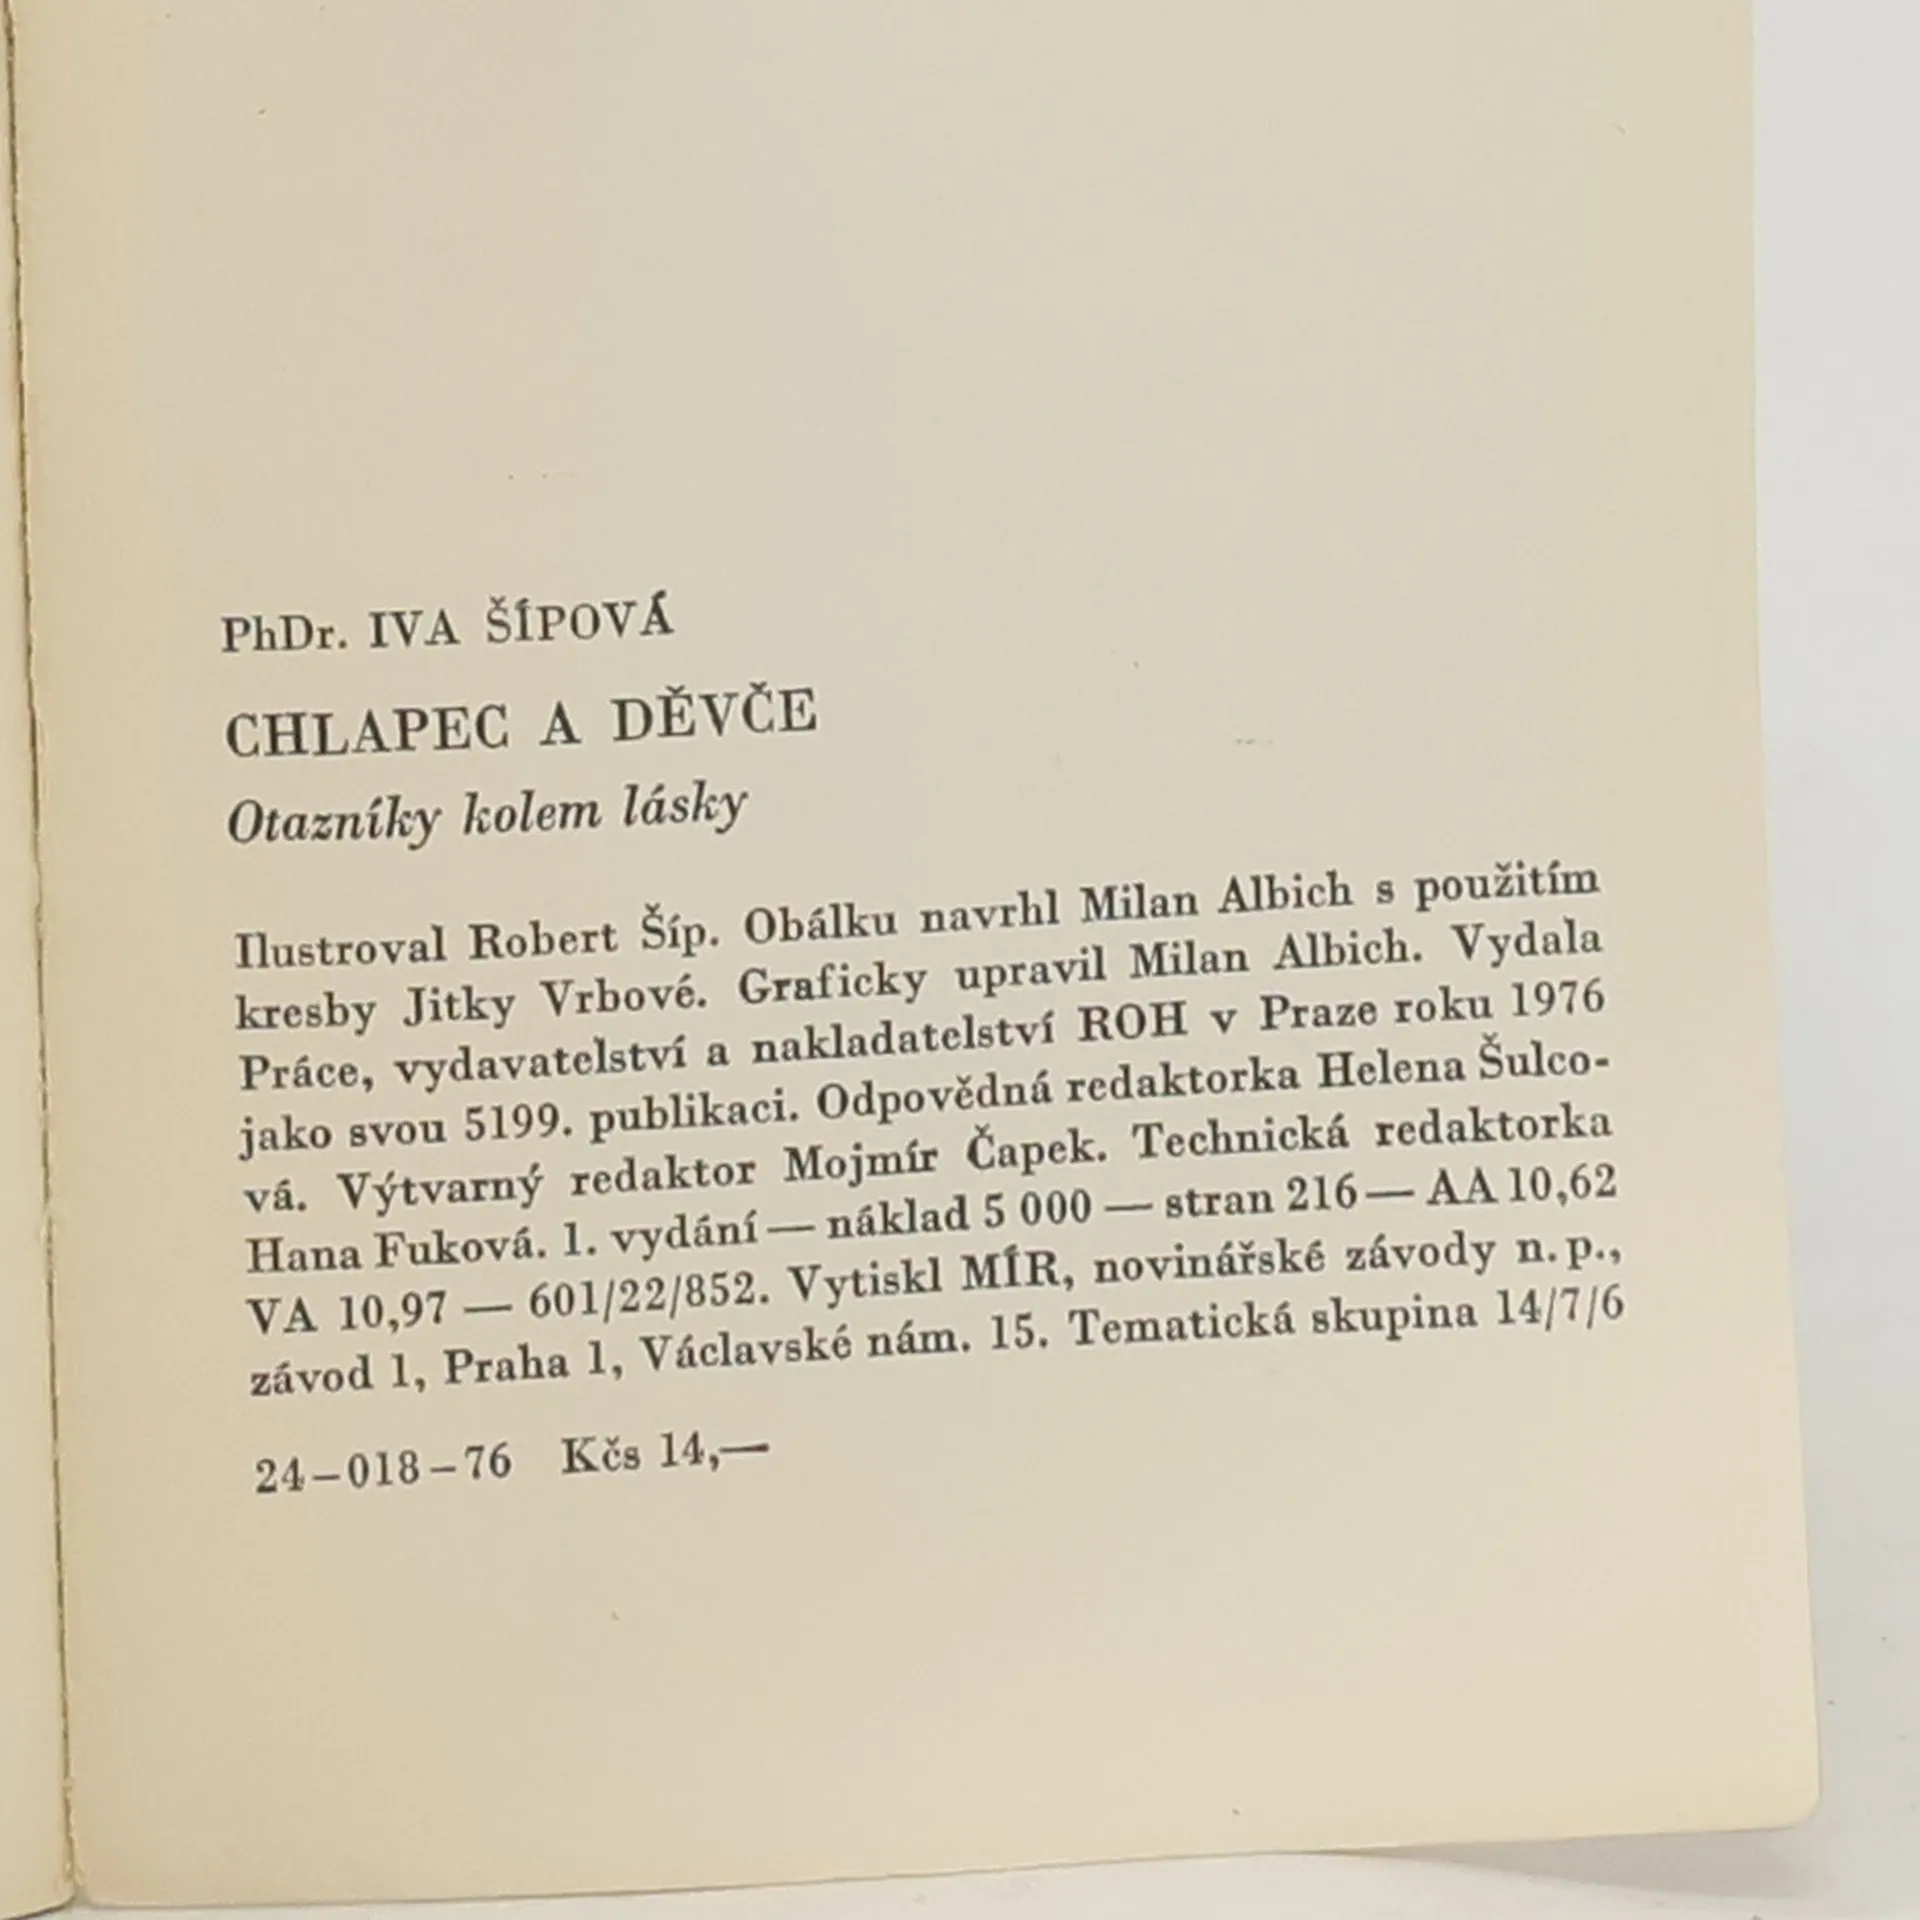 PhDr. IVA ŠÍPOVÁ
CHLAPEC A DĚVČE
Otazníky kolem lásky
Ilustroval Robert Šíp. Obálku navrhl Milan Albich s použitím
kresby Jitky Vrbové. Graficky upravil Milan Albich. Vydala
Práce, vydavatelství a nakladatelství ROH v Praze roku 1976
jako svou 5199. publikaci. Odpovědná redaktorka Helena Šulco-
vá. Výtvarný redaktor Mojmír Čapek. Technická redaktorka
Hana Fuková. 1. vydání — náklad 5 000 — stran 216 — AA 10,62
VA 10,97 — 601/22/852. Vytiskl MÍR, novinářské závody n. p.,
závod 1, Praha 1, Václavské nám. 15. Tematická skupina 14/7/6
24–018–76 Kčs 14,—